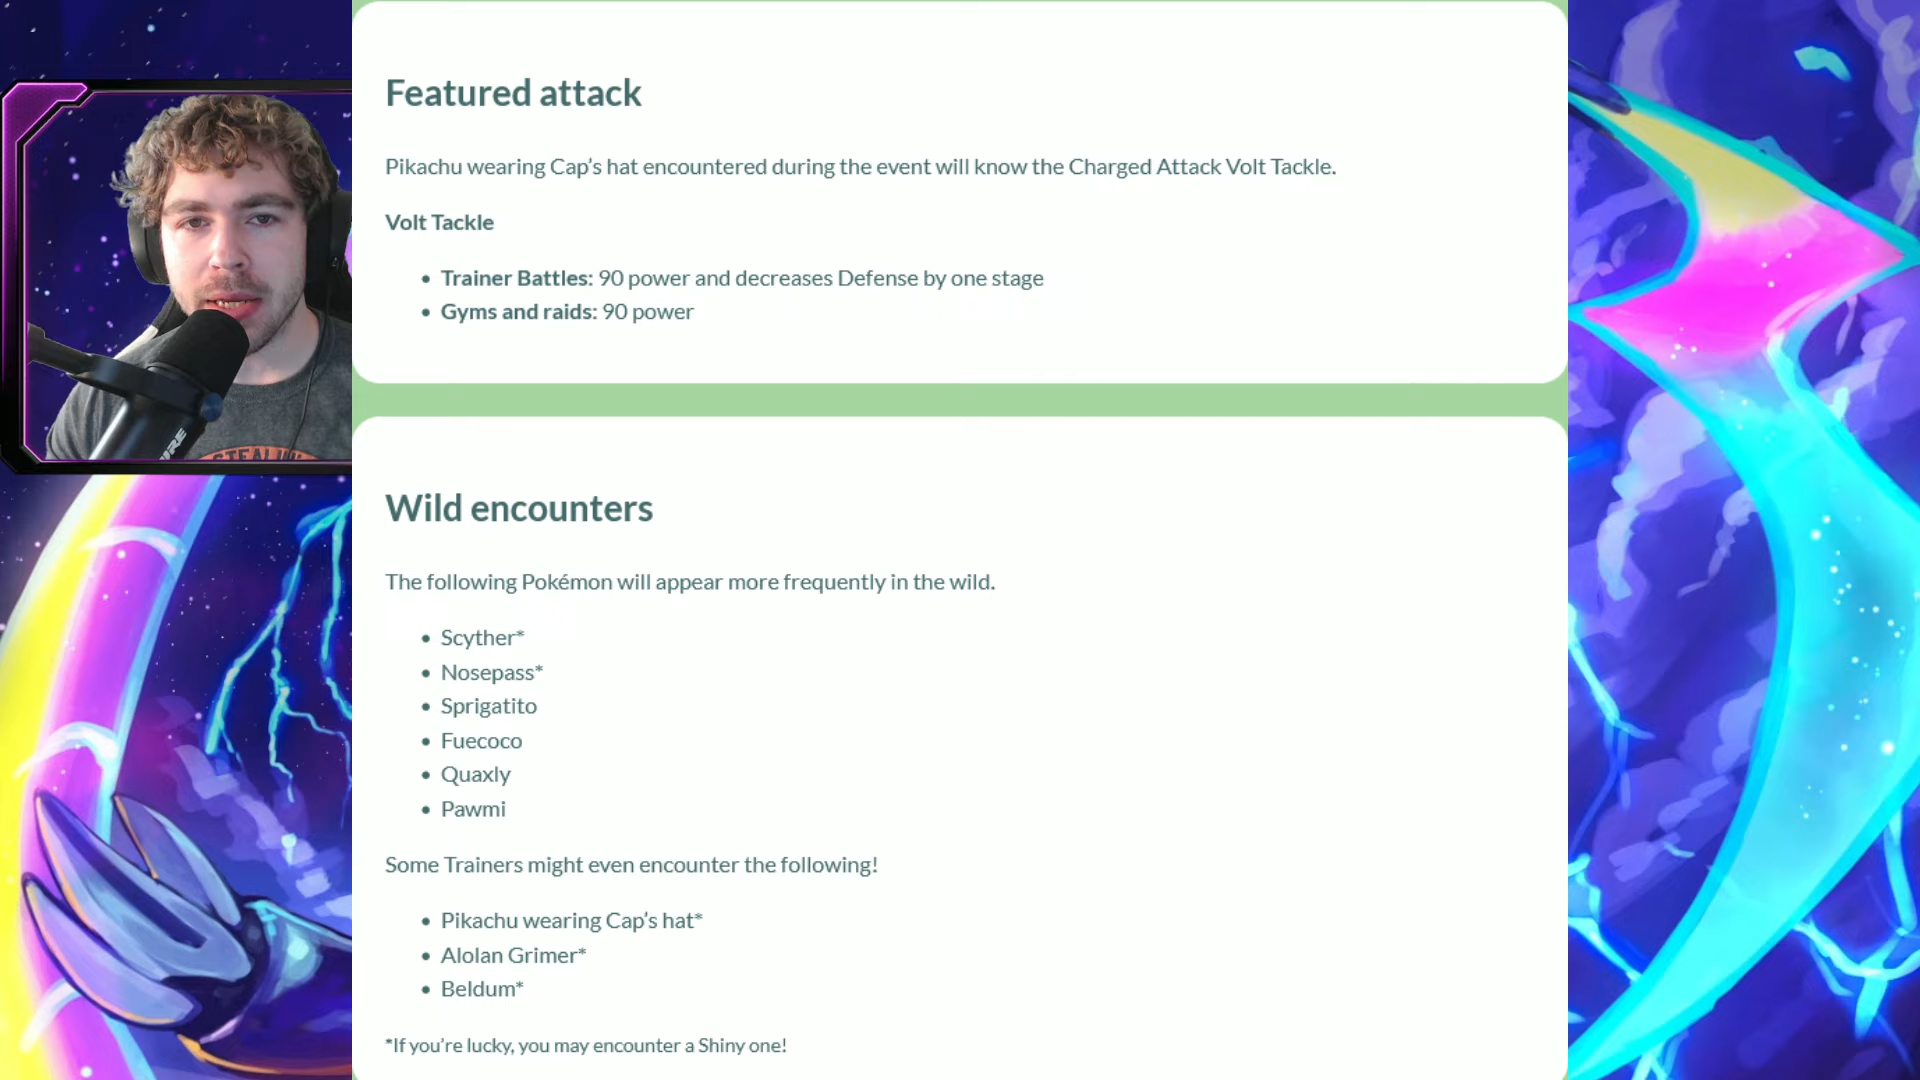 Featured attack
Pikachu wearing Cap’s hat encountered during the event will know the Charged Attack Volt Tackle.
Volt Tackle
• Trainer Battles: 90 power and decreases Defense by one stage
• Gyms and raids: 90 power
Wild encounters
The following Pokémon will appear more frequently in the wild.
• Scyther*
• Nosepass*
• Sprigatito
• Fuecoco
• Quaxly
• Pawmi
Some Trainers might even encounter the following!
• Pikachu wearing Cap’s hat*
• Alolan Grimer*
• Beldum*
*If you’re lucky, you may encounter a Shiny one!